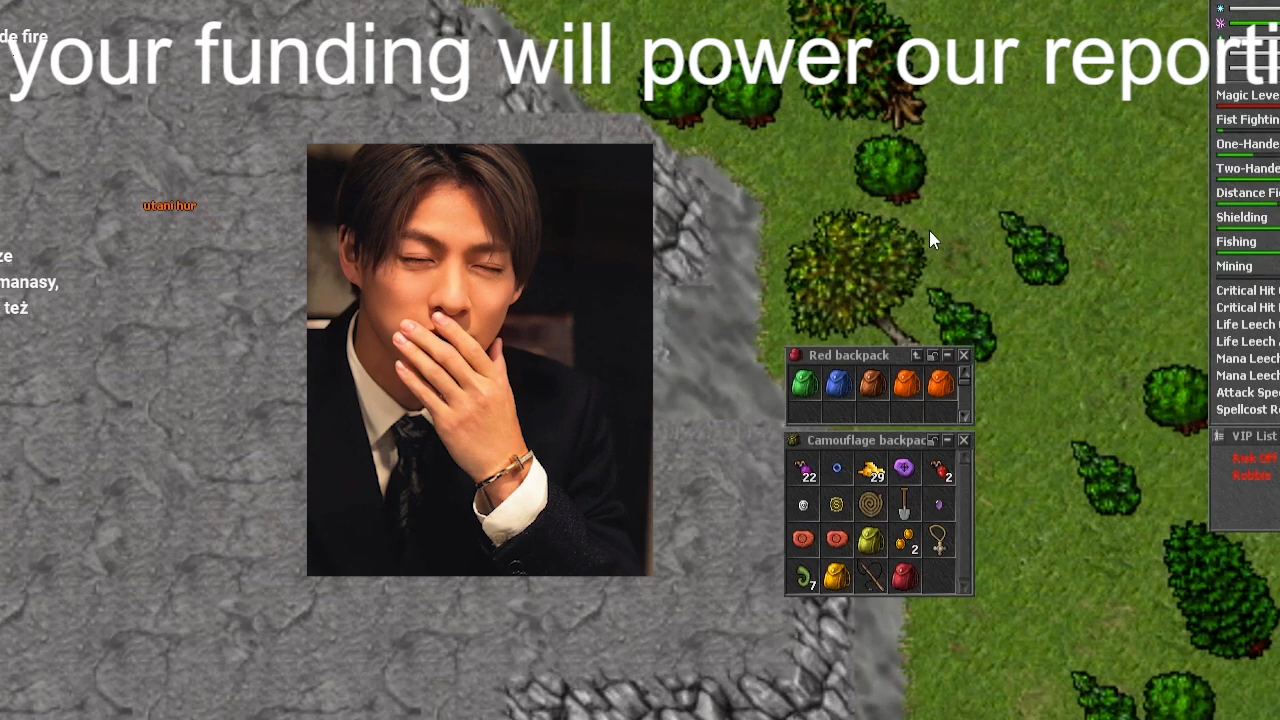 de fire
your funding will power our reporti
Magic Leve
Fist Fightin
One-Hande
Two-Hande
Distance Fi
Shielding
Fishing
Mining
utani hur
ze
manasy,
też
Critical Hit
Critical Hit
Life Leech
Life Leech
Mana Leech
Mana Leech
Attack Spee
Spellcost R
Red backpack
Camouflage backpac
VIP List
Robbie
22
29
2
2
7